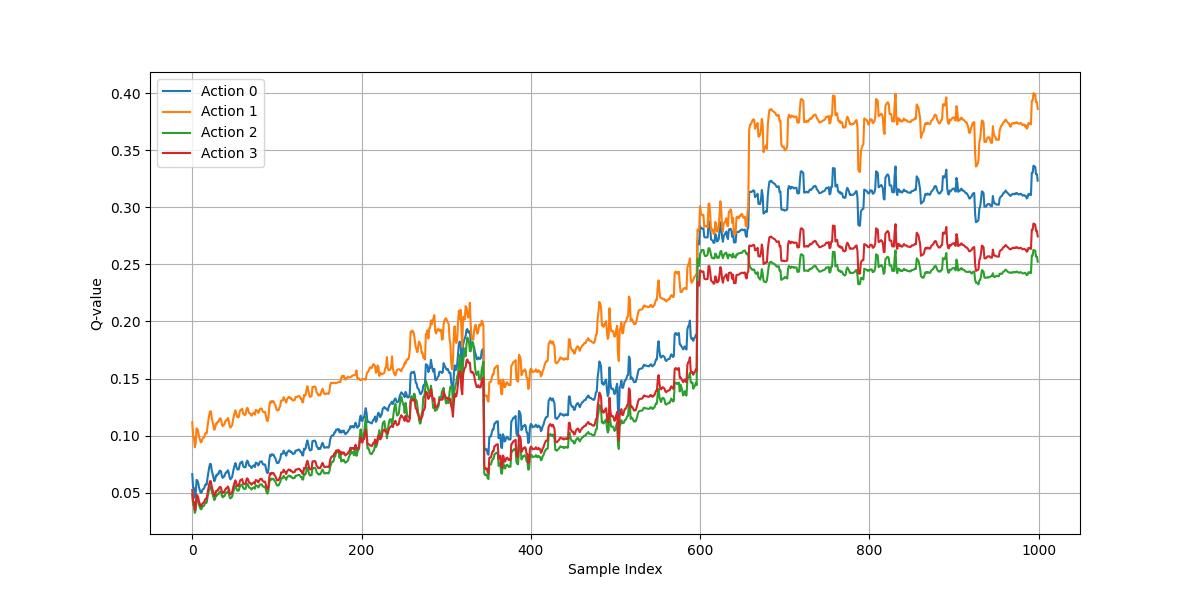 0.40
0.35
0.30
0.25
0.20
0.15
0.10
0.05
Q-value
Action 0
Action 1
Action 2
Action 3
0 200 400 600 800 1000
Sample Index